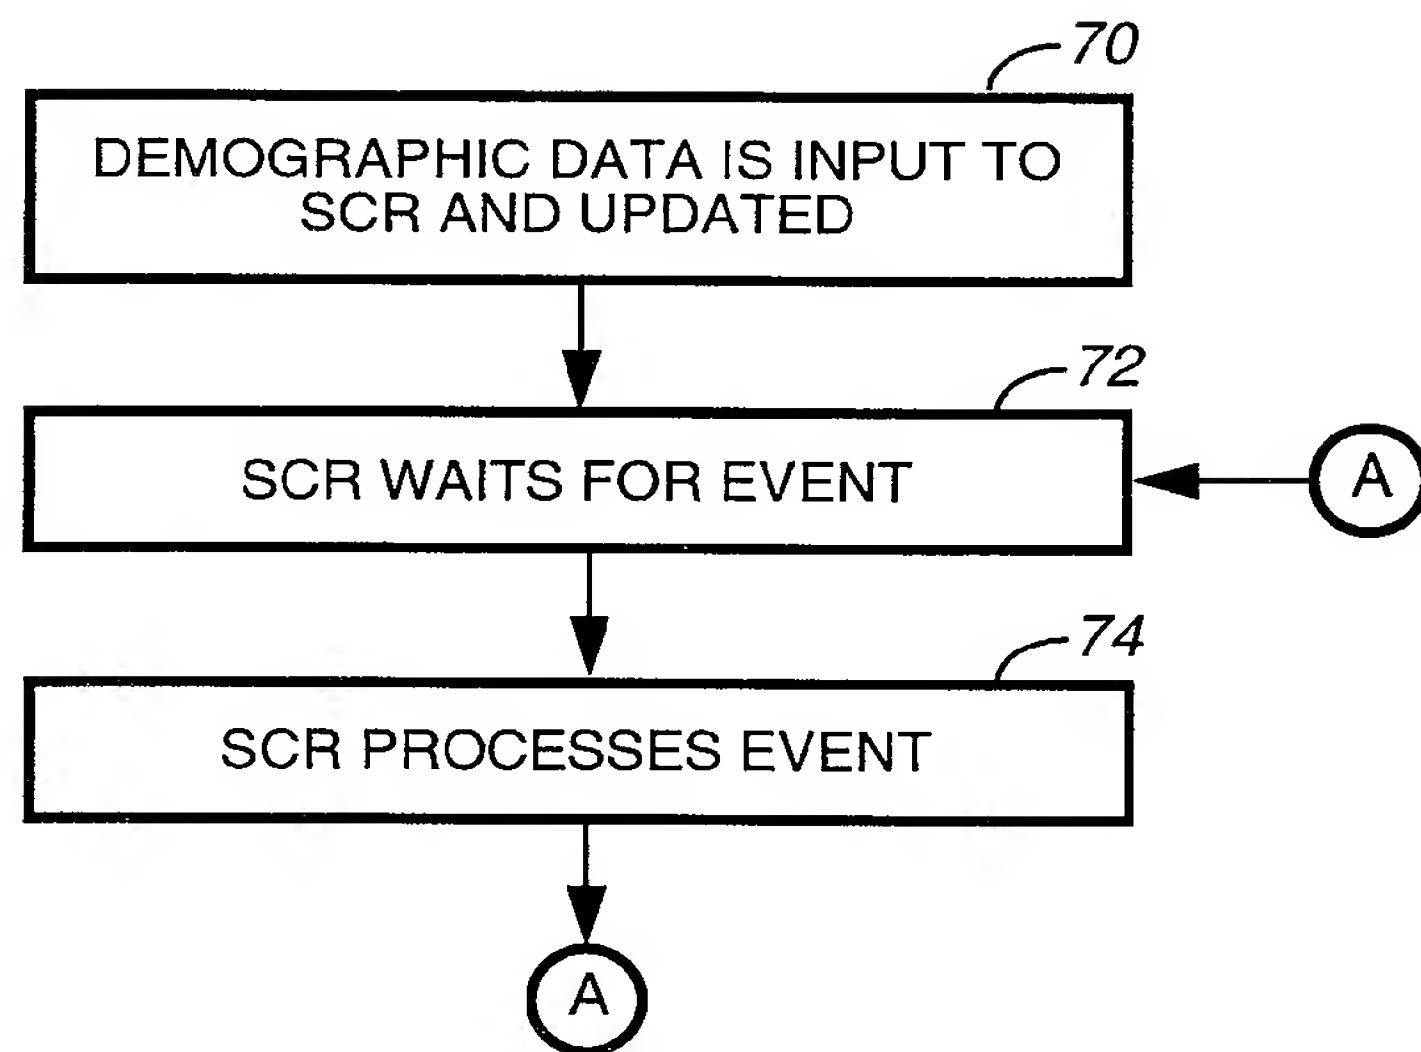 70
DEMOGRAPHIC DATA IS INPUT TO
SCR AND UPDATED
72
SCR WAITS FOR EVENT
A
74
SCR PROCESSES EVENT
A